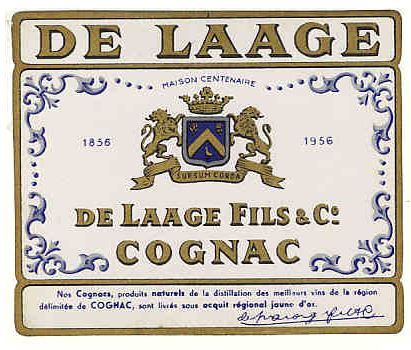 DE LAAGE
MAISON CENTENAIRE
1856 1956
SURSUM CORDA
DE LAAGE FILS & Cº
COGNAC
Nos Cognacs, produits naturels de la distillation des meilleurs vins de la région
délimitée de COGNAC, sont livrés sous acquit régional jaune d'or.